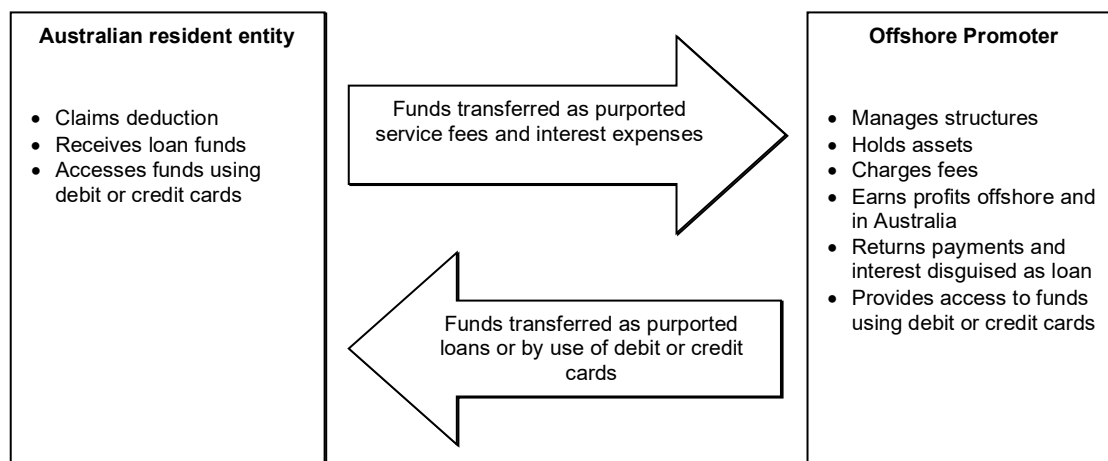 Australian resident entity
• Claims deduction
• Receives loan funds
• Accesses funds using
debit or credit cards
Funds transferred as purported
service fees and interest expenses
Funds transferred as purported
loans or by use of debit or credit
cards
Offshore Promoter
• Manages structures
• Holds assets
• Charges fees
• Earns profits offshore and
in Australia
• Returns payments and
interest disguised as loan
• Provides access to funds
using debit or credit cards